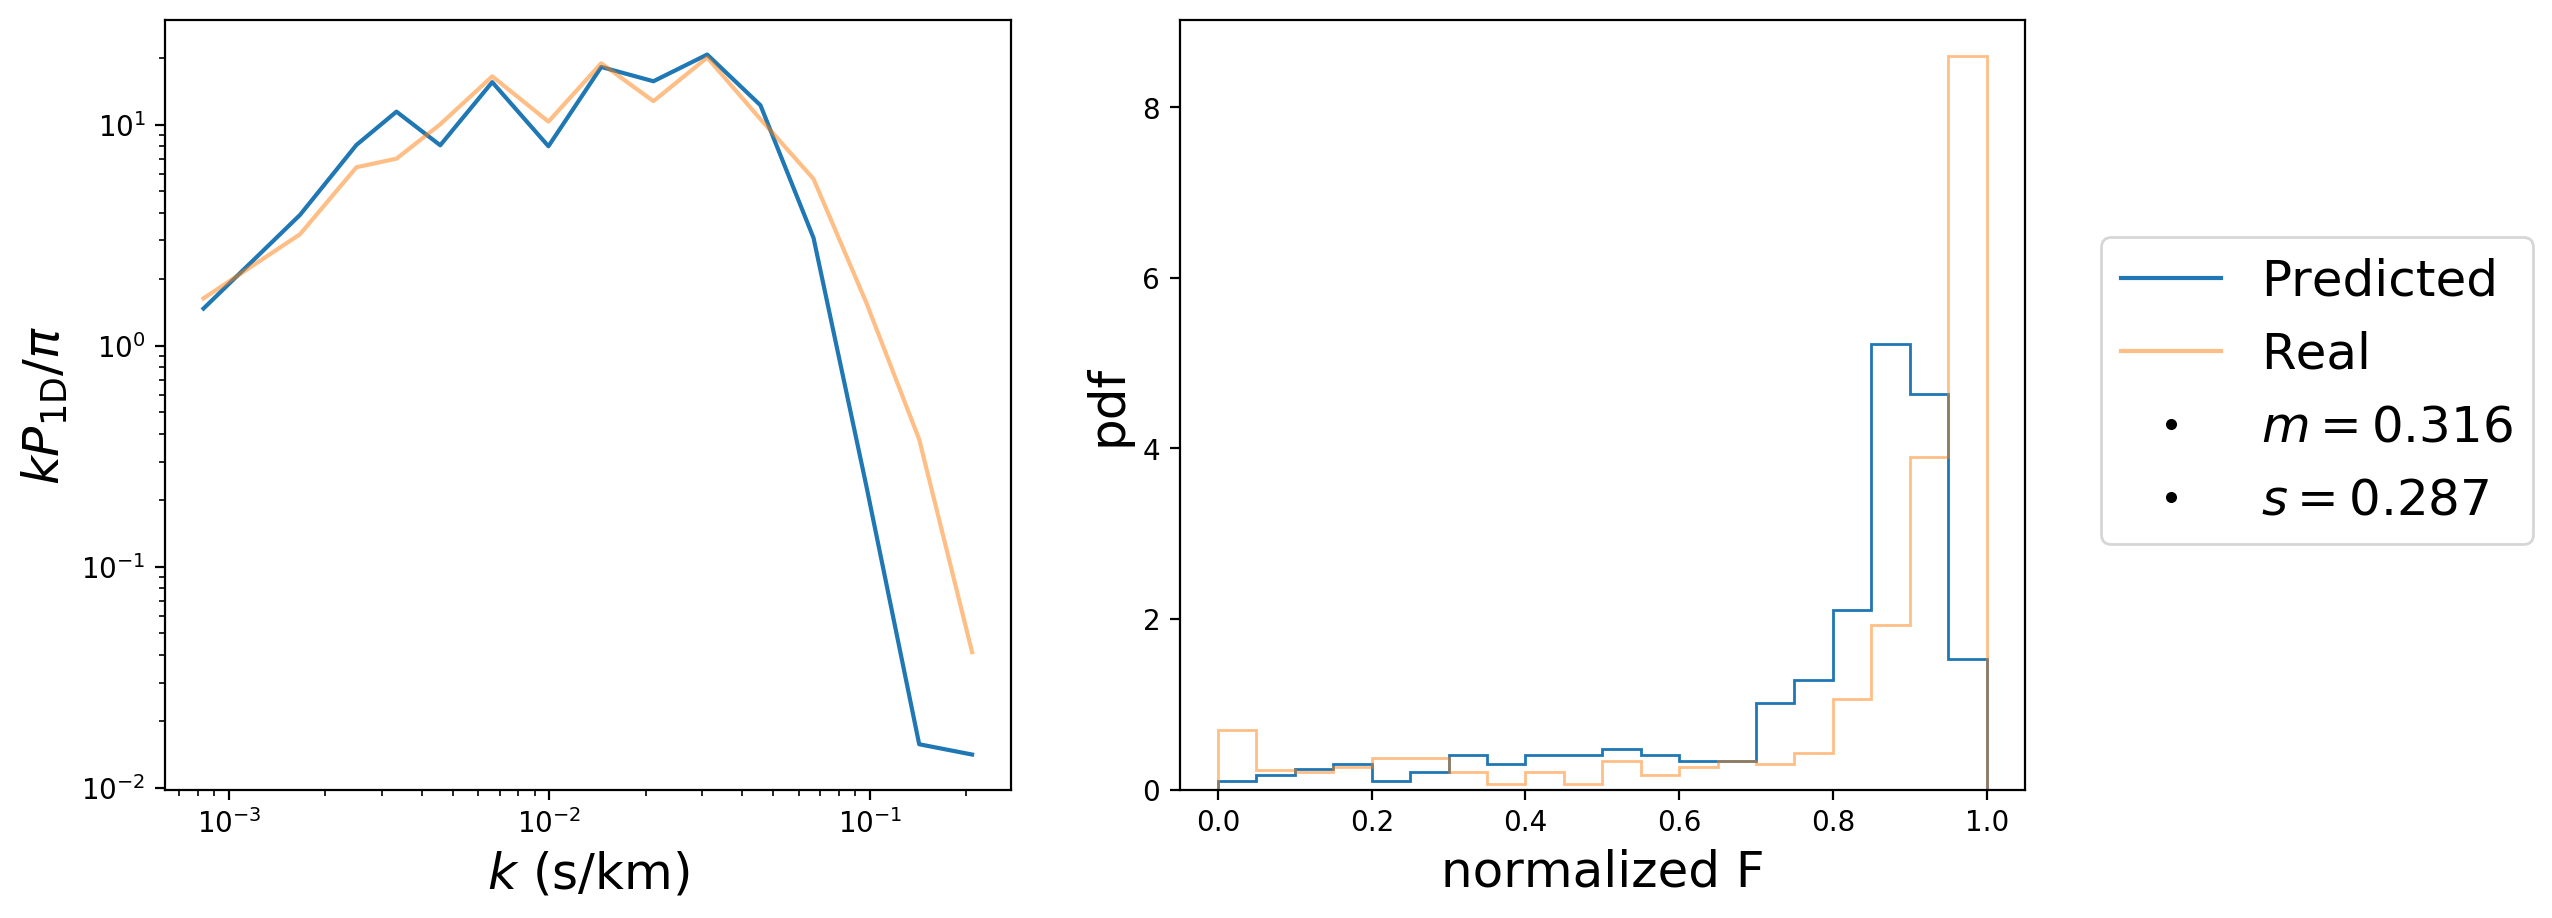 10¹
10⁰
10⁻¹
10⁻²
kP₁D/π
10⁻³
10⁻²
10⁻¹
k (s/km)
8
6
4
2
0
pdf
0.0
0.2
0.4
0.6
0.8
1.0
normalized F
Predicted
Real
m = 0.316
s = 0.287